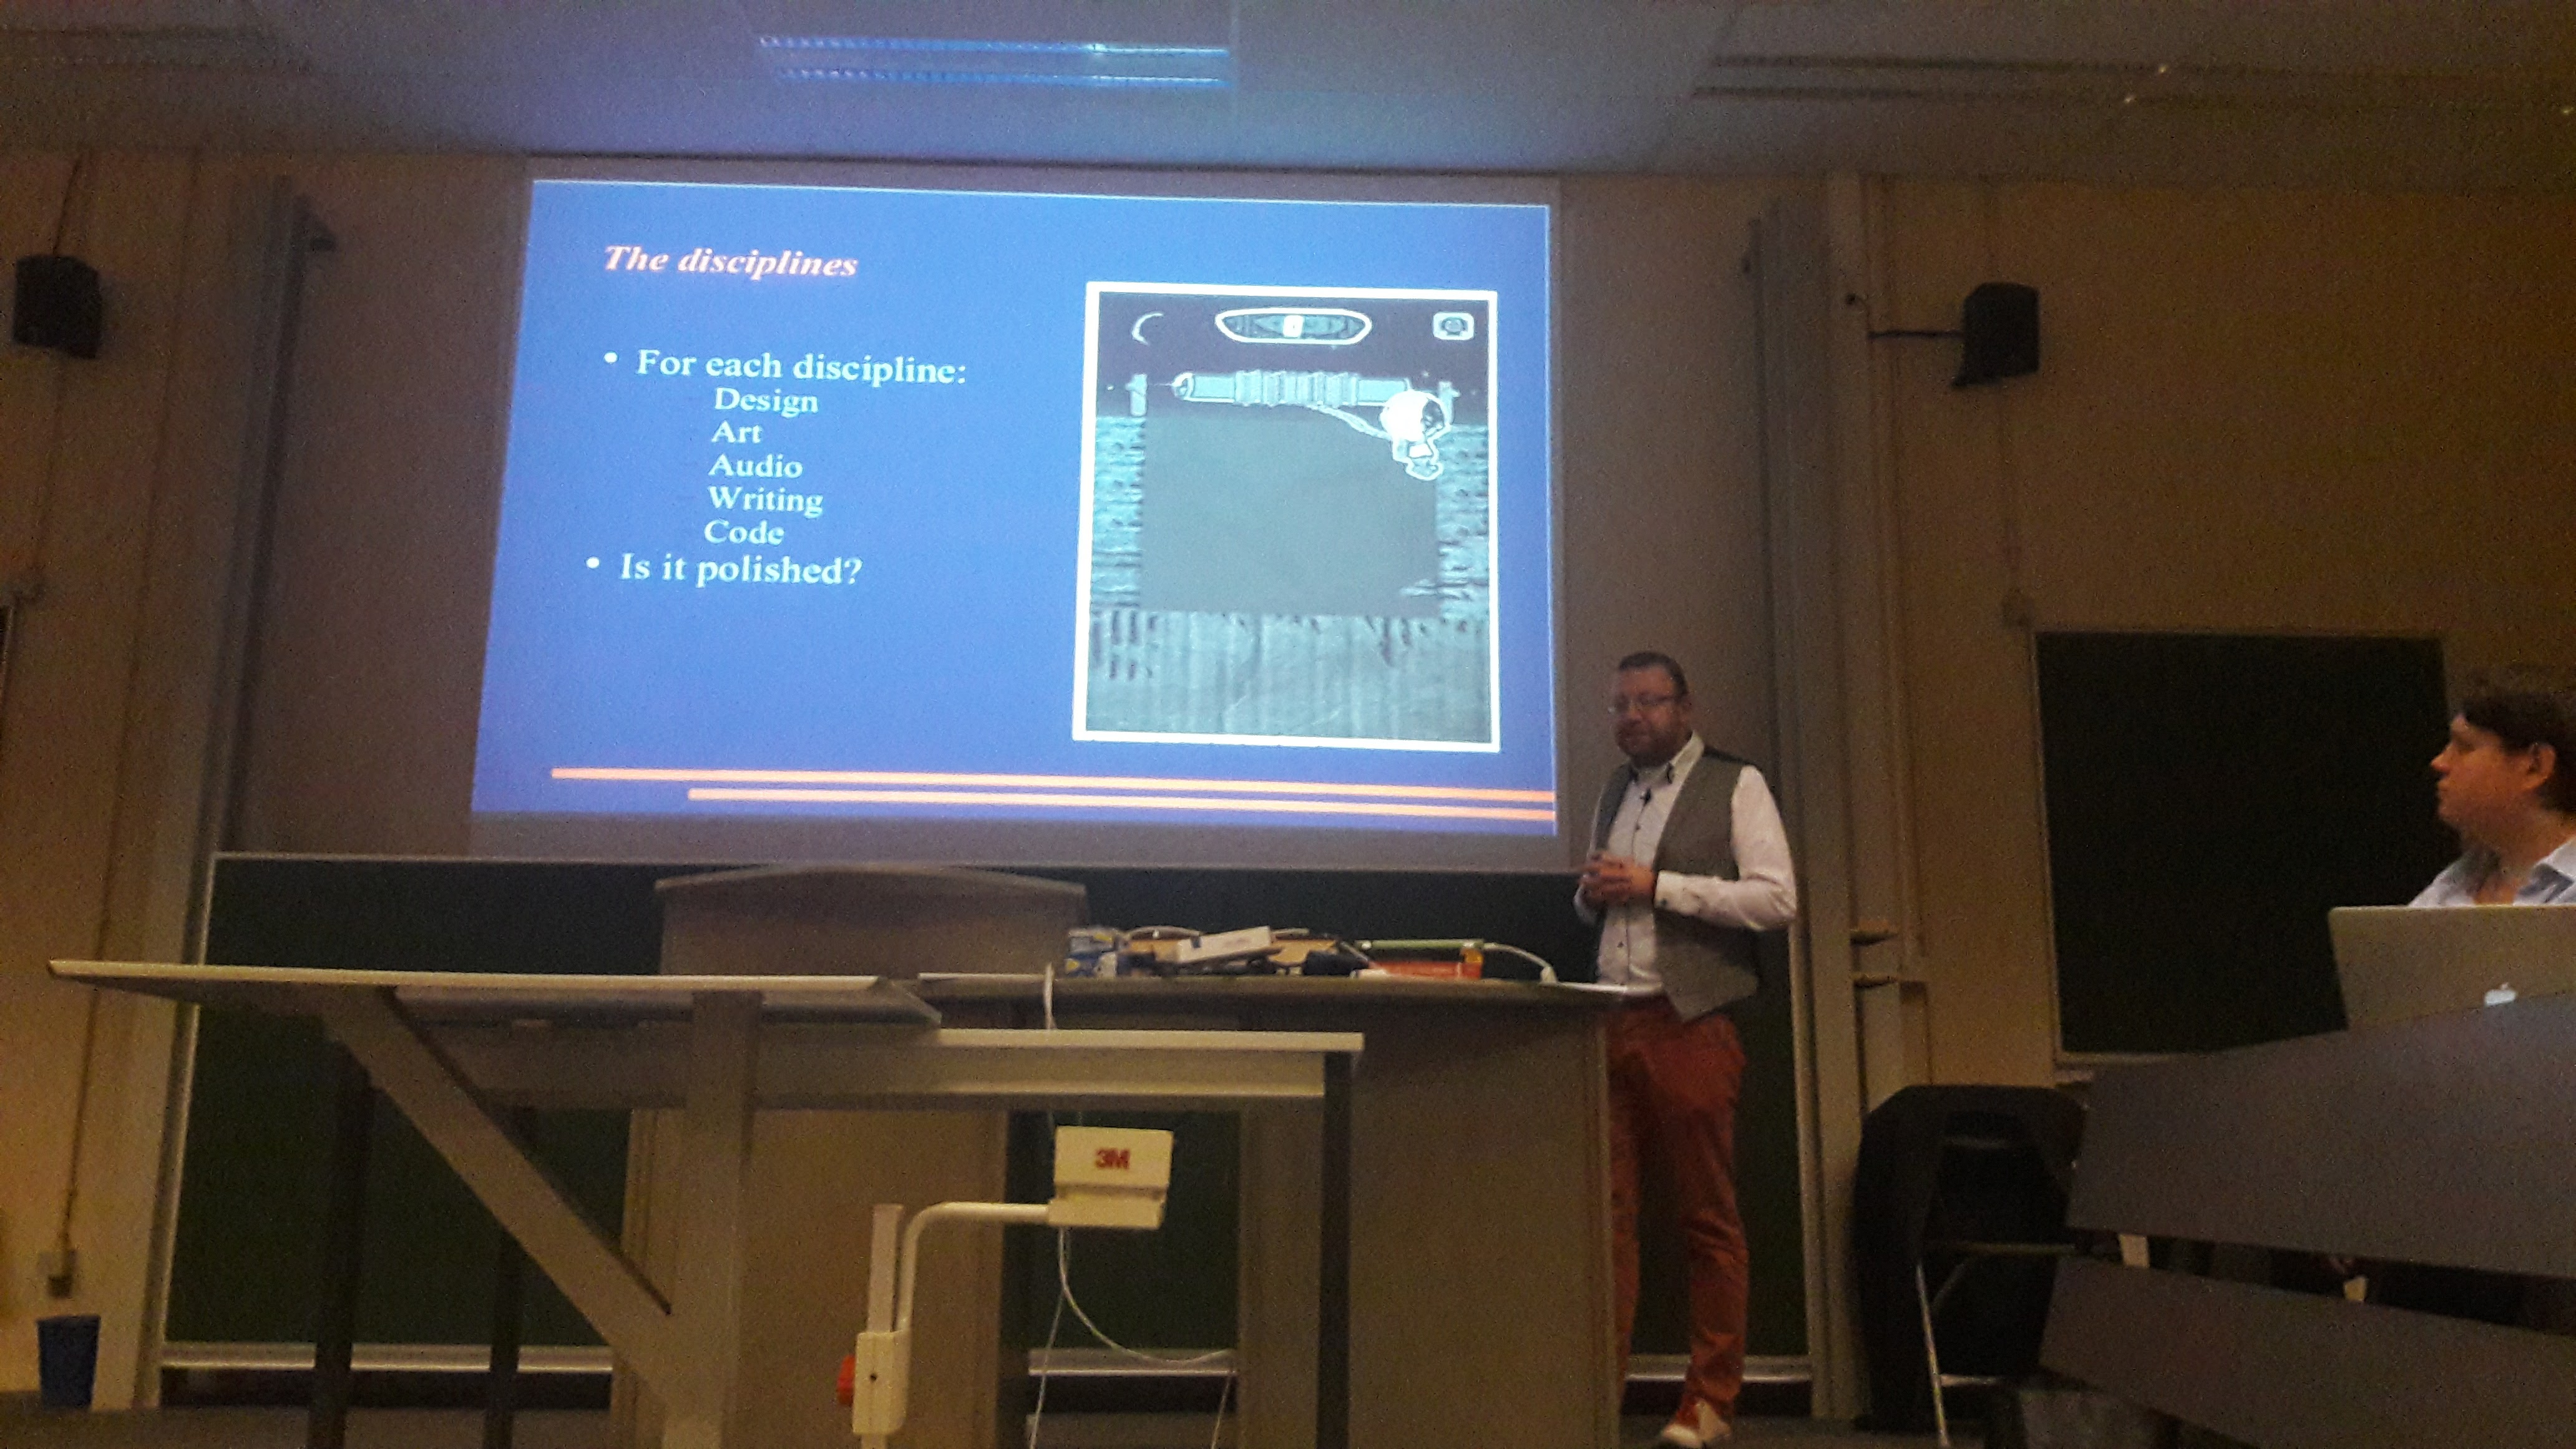 The disciplines
• For each discipline:
Design
Art
Audio
Writing
Code
• Is it polished?
3M